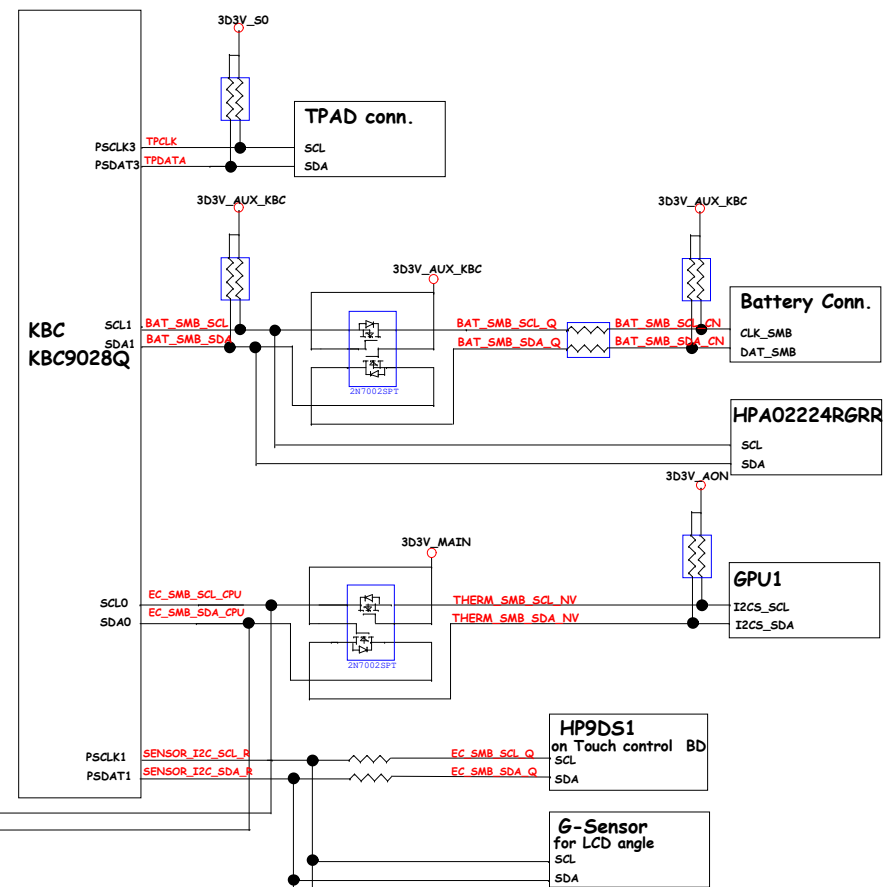 3D3V_S0
TPAD conn.
PSCLK3
TPCLK
SCL
PSDAT3
TPDATA
SDA
3D3V_AUX_KBC
3D3V_AUX_KBC
3D3V_AUX_KBC
Battery Conn.
KBC
KBC9028Q
SCL1
BAT_SMB_SCL
BAT_SMB_SCL_Q
BAT_SMB_SCL_CN
CLK_SMB
SDA1
BAT_SMB_SDA
BAT_SMB_SDA_Q
BAT_SMB_SDA_CN
DAT_SMB
2N7002SPT
HPA02224RGRR
SCL
SDA
3D3V_AON
3D3V_MAIN
GPU1
SCL0
EC_SMB_SCL_CPU
THERM_SMB_SCL_NV
I2CS_SCL
SDA0
EC_SMB_SDA_CPU
THERM_SMB_SDA_NV
I2CS_SDA
2N7002SPT
HP9DS1
on Touch control BD
PSCLK1
SENSOR_I2C_SCL_R
EC_SMB_SCL_Q
SCL
PSDAT1
SENSOR_I2C_SDA_R
EC_SMB_SDA_Q
SDA
G-Sensor
for LCD angle
SCL
SDA